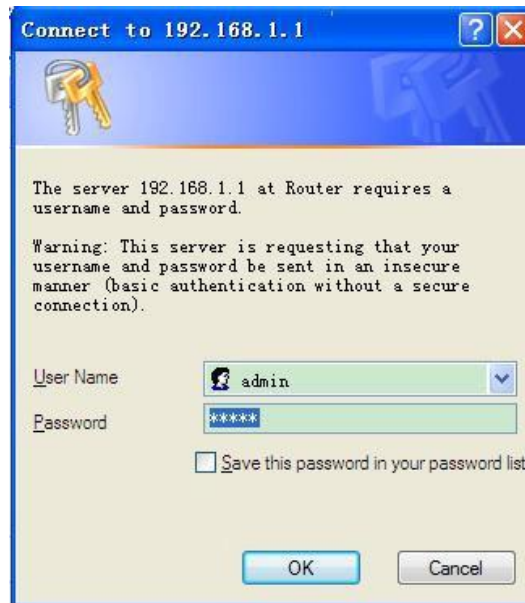 Connect to 192.168.1.1
The server 192.168.1.1 at Router requires a
username and password.
Warning: This server is requesting that your
username and password be sent in an insecure
manner (basic authentication without a secure
connection).
User Name
admin
Password
*****
Save this password in your password list
OK Cancel